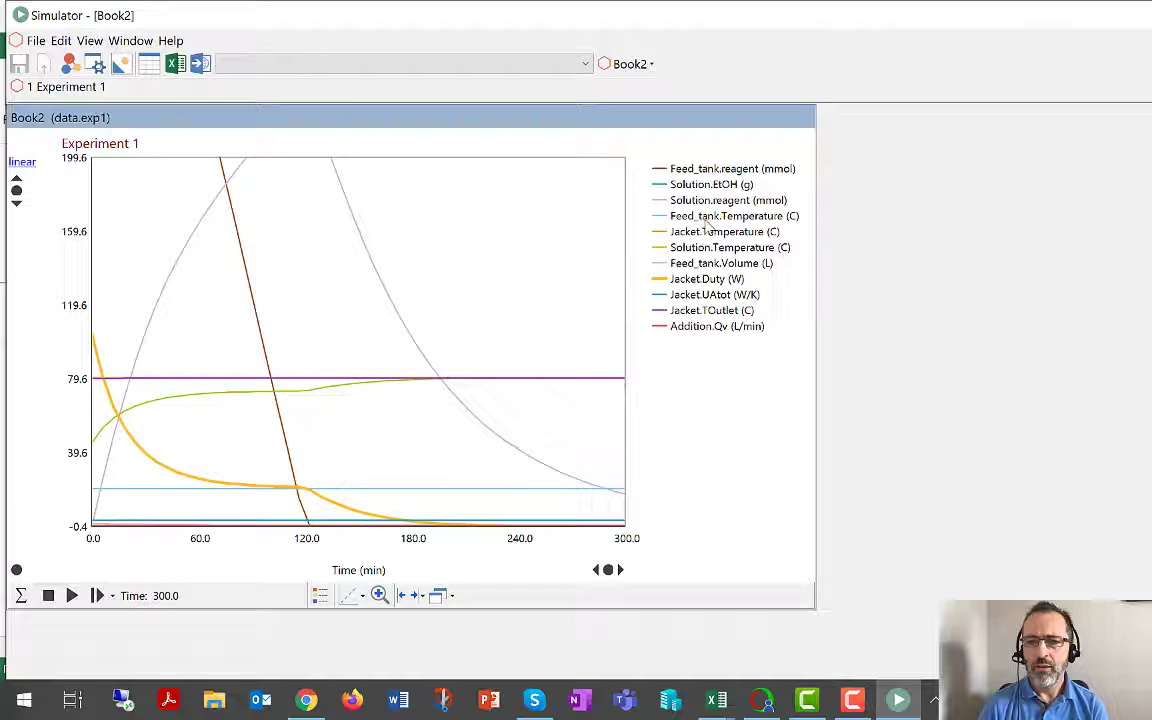 Simulator - [Book2]
File Edit View Window Help
Book2
1 Experiment 1
Book2 (data.exp1)
Experiment 1
linear
199.6
159.6
119.6
79.6
39.6
-0.4
0.0 60.0 120.0 180.0 240.0 300.0
Time (min)
Feed_tank.reagent (mmol)
Solution.EtOH (g)
Solution.reagent (mmol)
Feed_tank.Temperature (C)
Jacket.Temperature (C)
Solution.Temperature (C)
Feed_tank.Volume (L)
Jacket.Duty (W)
Jacket.UAtot (W/K)
Jacket.TOutlet (C)
Addition.Qv (L/min)
Time: 300.0